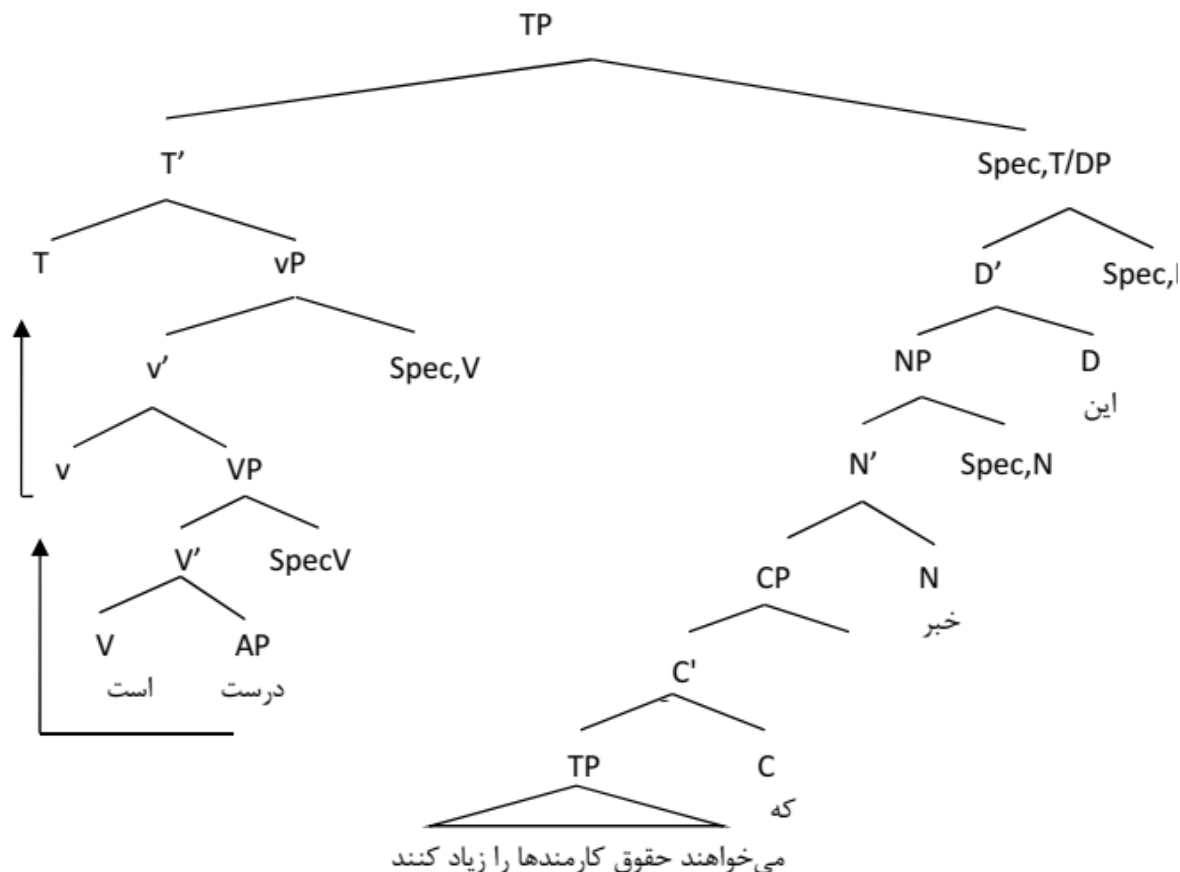 TP
T’ Spec,T/DP
T vP D’ Spec,
v’ Spec,V NP D
این
v VP N’ Spec,N
V’ SpecV CP N
خبر
V AP
است درست
C'
TP C
که
می‌خواهند حقوق کارمندها را زیاد کنند